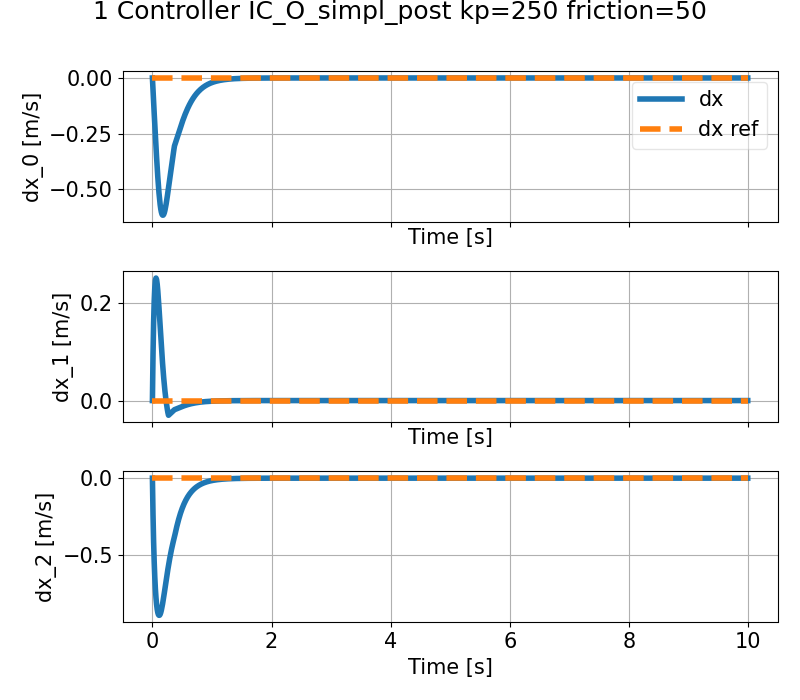 1 Controller IC_O_simpl_post kp=250 friction=50
0.00
−0.25
−0.50
dx_0 [m/s]
dx
dx ref
Time [s]
0.2
0.0
dx_1 [m/s]
Time [s]
0.0
−0.5
dx_2 [m/s]
0 2 4 6 8 10
Time [s]